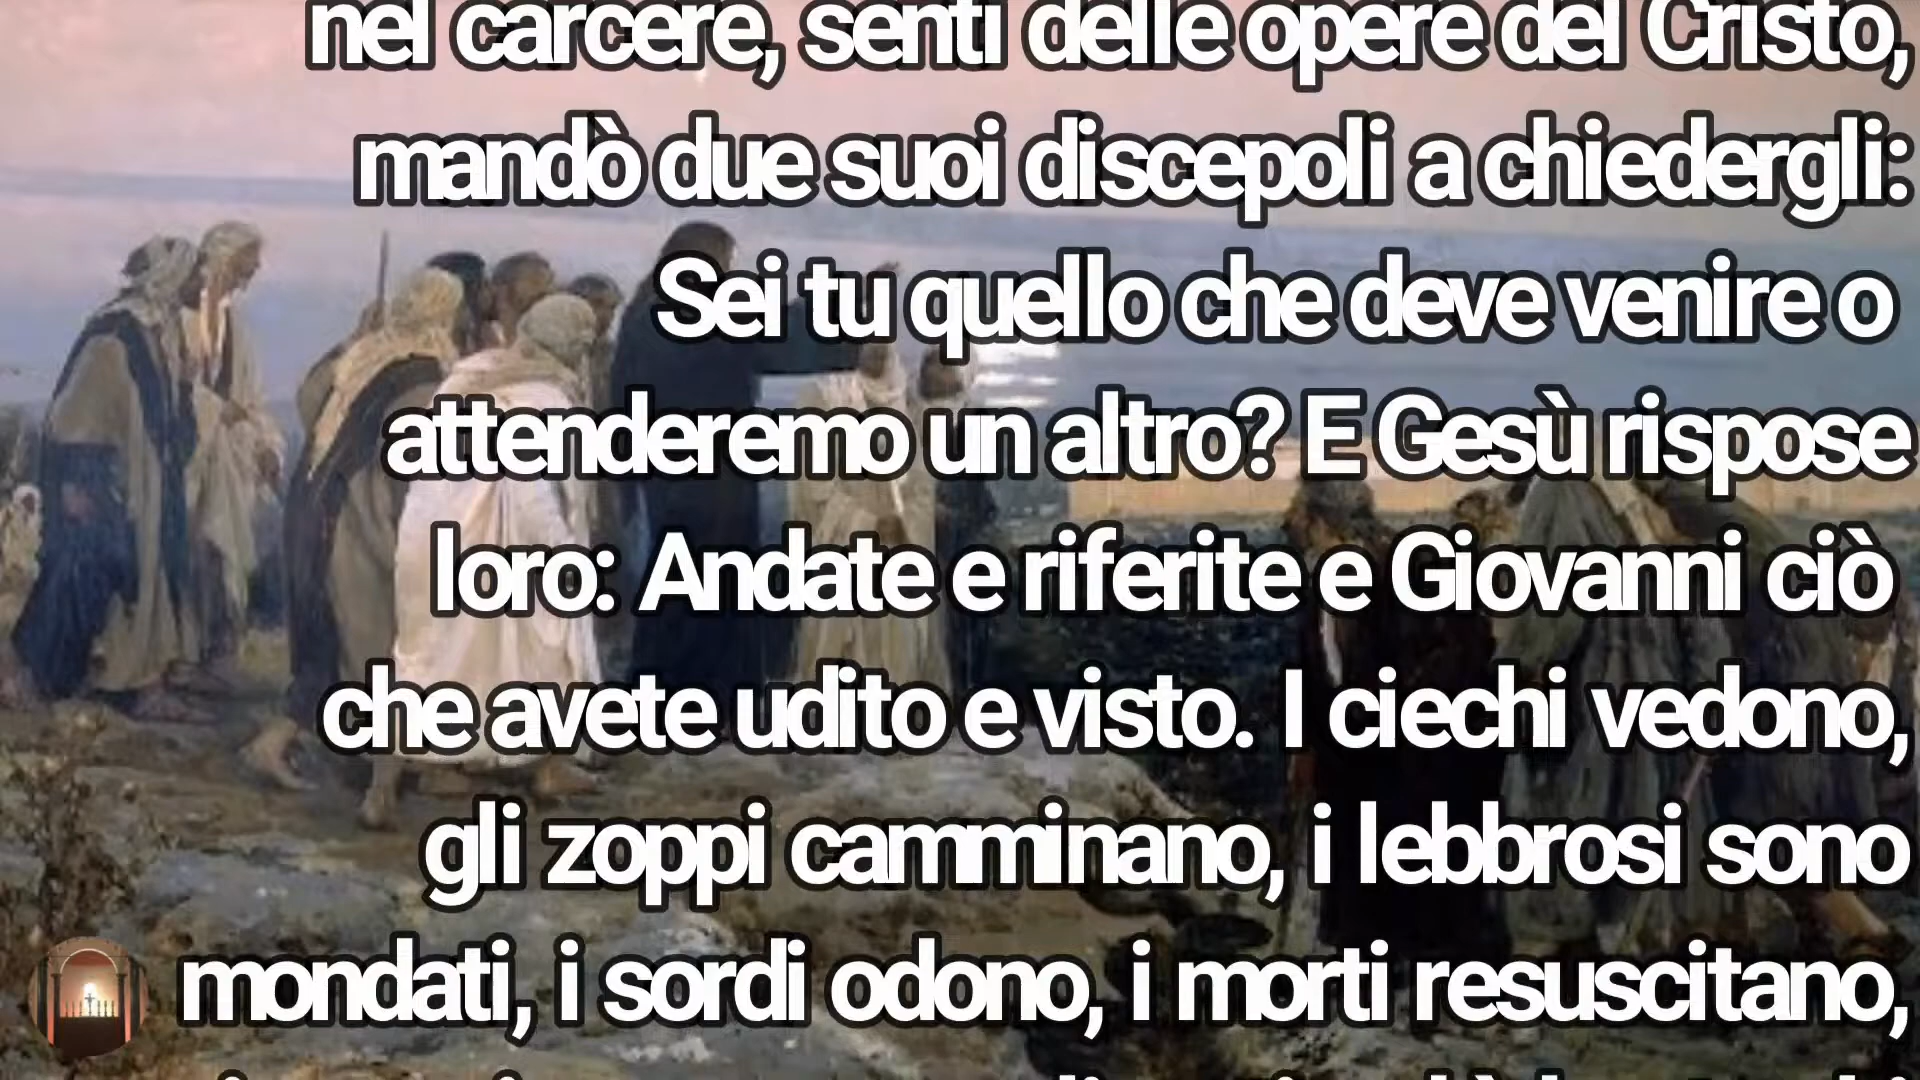 nel carcere, sentì delle opere del Cristo,
mandò due suoi discepoli a chiedergli:
Sei tu quello che deve venire o
attenderemo un altro? E Gesù rispose
loro: Andate e riferite e Giovanni ciò
che avete udito e visto. I ciechi vedono,
gli zoppi camminano, i lebbrosi sono
mondati, i sordi odono, i morti resuscitano,